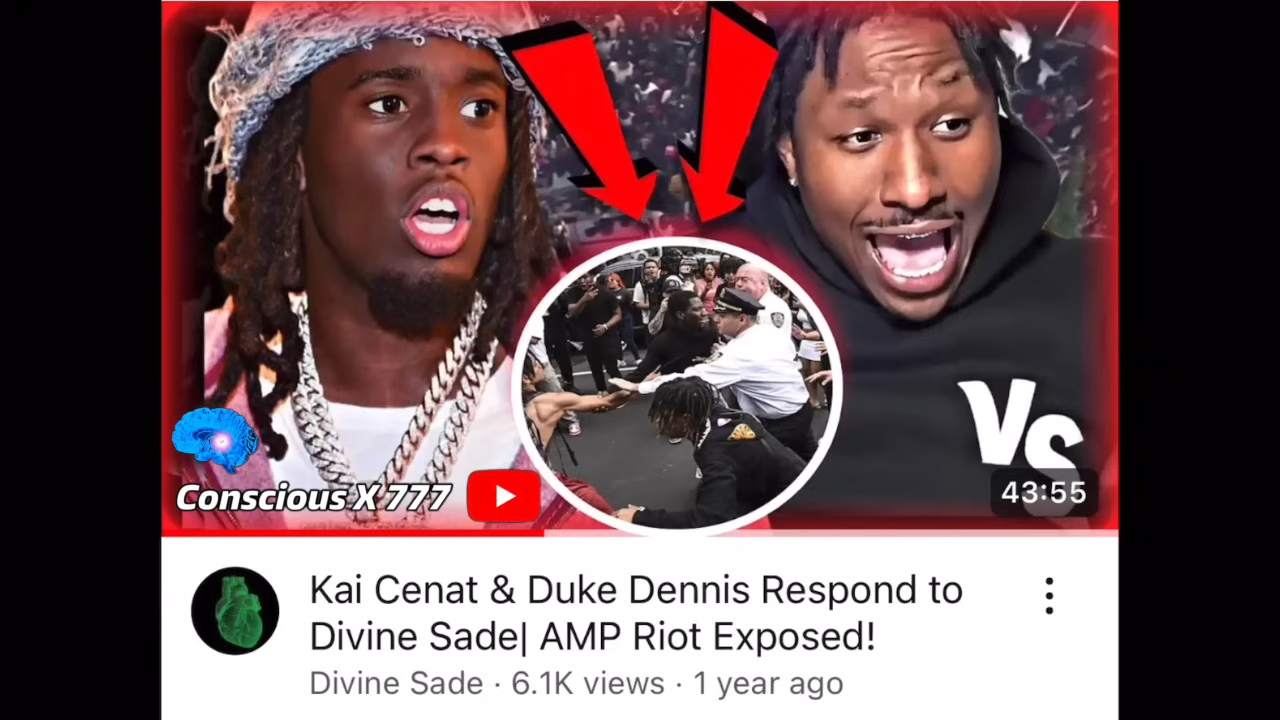 VS
Conscious X 777
43:55
Kai Cenat & Duke Dennis Respond to
Divine Sade| AMP Riot Exposed!
Divine Sade · 6.1K views · 1 year ago